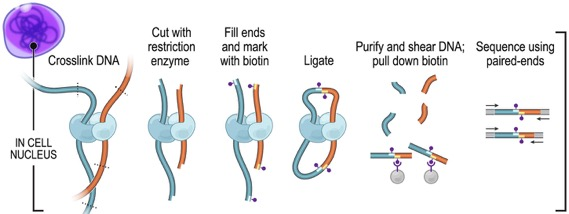 Crosslink DNA
Cut with
restriction
enzyme
Fill ends
and mark
with biotin
Ligate
Purify and shear DNA;
pull down biotin
Sequence using
paired-ends
IN CELL
NUCLEUS